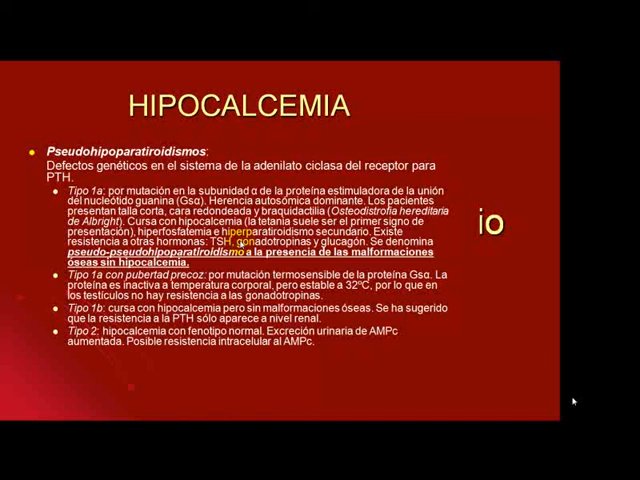 HIPOCALCEMIA
Pseudohipoparatiroidismos:
Defectos genéticos en el sistema de la adenilato ciclasa del receptor para
PTH.
Tipo 1a: por mutación en la subunidad α de la proteína estimuladora de la unión
del nucleótido guanina (Gsα). Herencia autosómica dominante. Los pacientes
presentan talla corta, cara redondeada y braquidactilia (Osteodistrofia hereditaria
de Albright). Cursa con hipocalcemia (la tetania suele ser el primer signo de
presentación), hiperfosfatemia e hiperparatiroidismo secundario. Existe
resistencia a otras hormonas: TSH, gonadotropinas y glucagón. Se denomina
pseudo-pseudohipoparatiroidismo a la presencia de las malformaciones
óseas sin hipocalcemia.
Tipo 1a con pubertad precoz: por mutación termosensible de la proteína Gsα. La
proteína es inactiva a temperatura corporal, pero estable a 32ºC, por lo que en
los testículos no hay resistencia a las gonadotropinas.
Tipo 1b: cursa con hipocalcemia pero sin malformaciones óseas. Se ha sugerido
que la resistencia a la PTH sólo aparece a nivel renal.
Tipo 2: hipocalcemia con fenotipo normal. Excreción urinaria de AMPc
aumentada. Posible resistencia intracelular al AMPc.
io